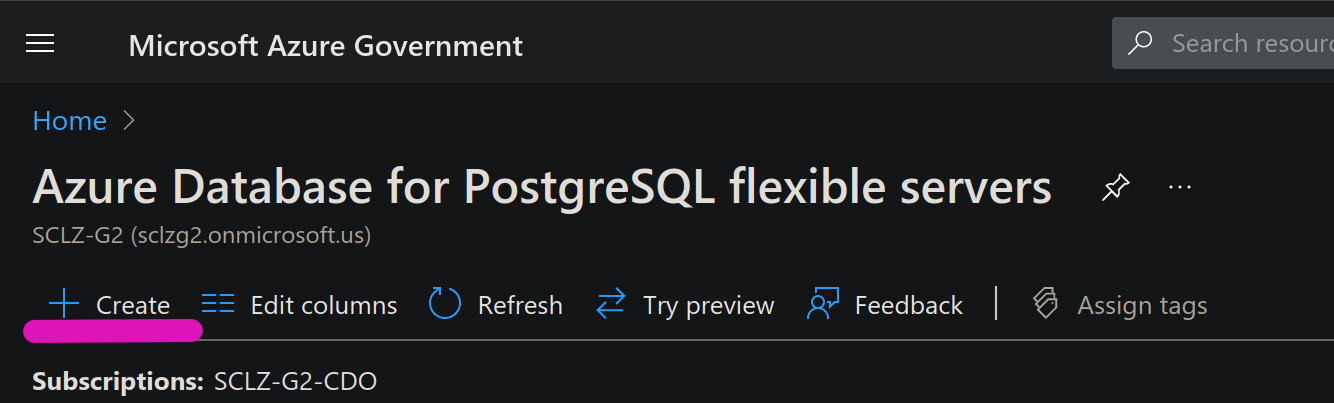 Microsoft Azure Government
Search resour
Home
Azure Database for PostgreSQL flexible servers
SCLZ-G2 (sclzg2.onmicrosoft.us)
Create Edit columns Refresh Try preview Feedback Assign tags
Subscriptions: SCLZ-G2-CDO